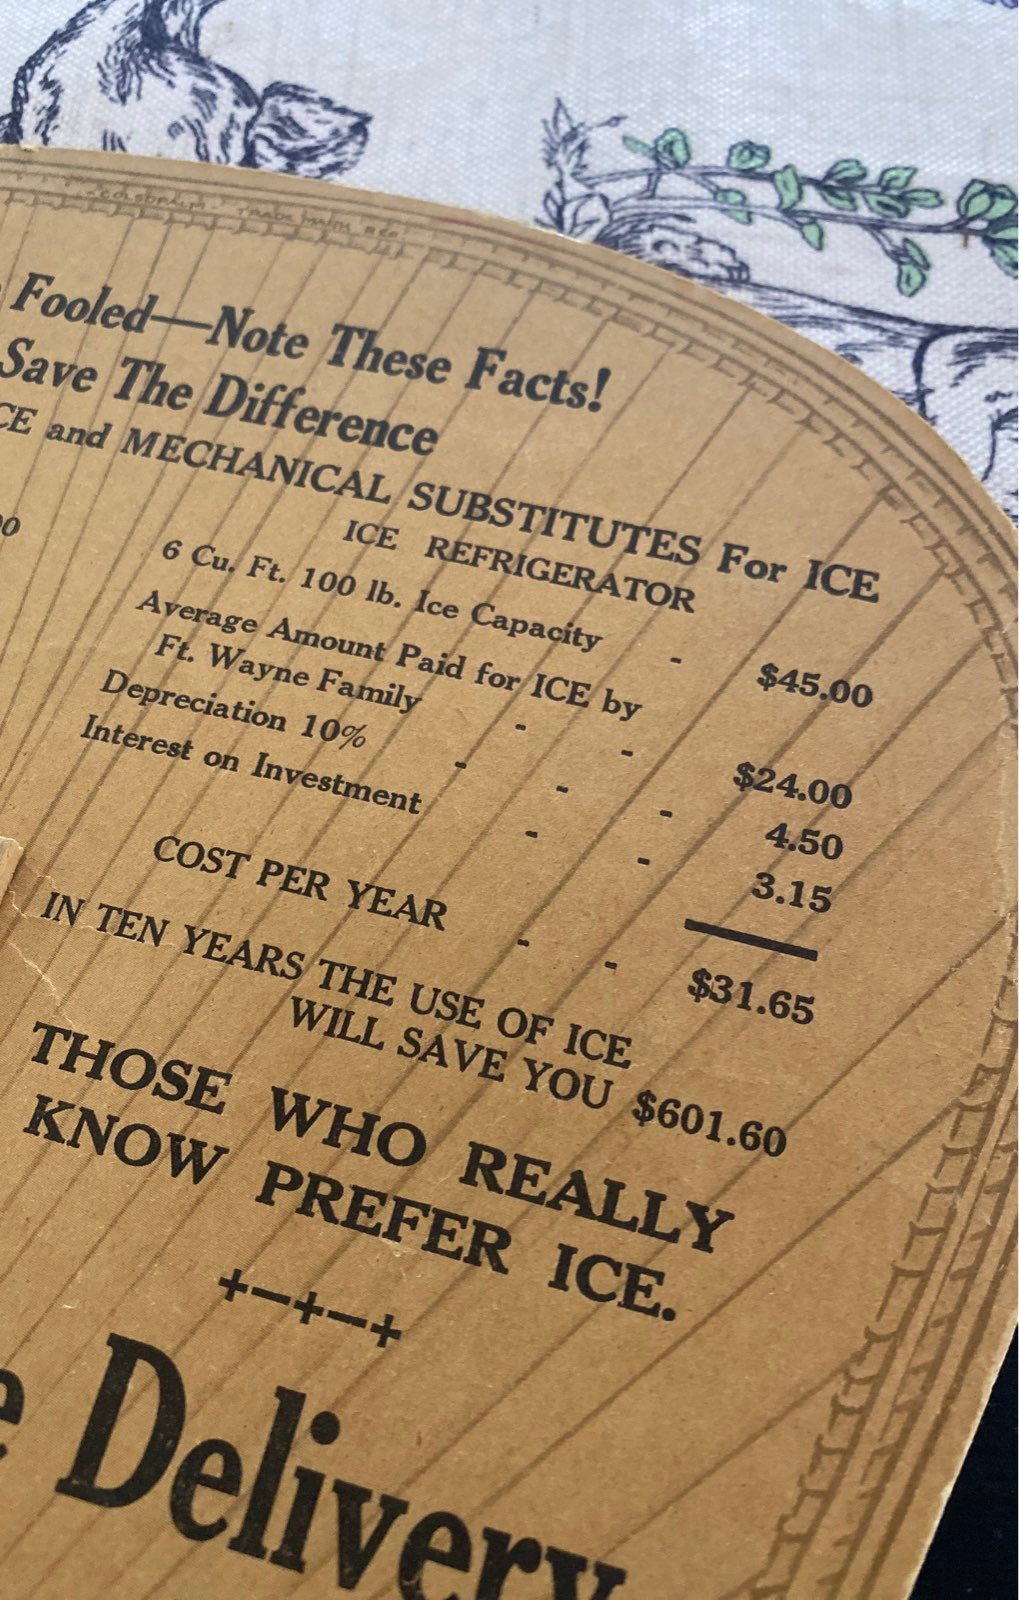 Fooled—Note These Facts!
Save The Difference
CE and MECHANICAL SUBSTITUTES For ICE
ICE REFRIGERATOR
6 Cu. Ft. 100 lb. Ice Capacity - $45.00
Average Amount Paid for ICE by
Ft. Wayne Family - - $24.00
Depreciation 10% - - - 4.50
Interest on Investment - - 3.15
COST PER YEAR - - $31.65
IN TEN YEARS THE USE OF ICE
WILL SAVE YOU $601.60
THOSE WHO REALLY
KNOW PREFER ICE.
+—+—+
e Delivery